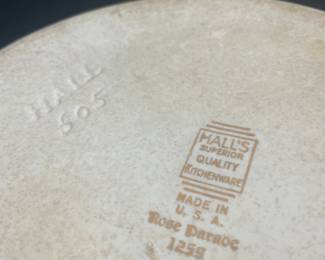 HALL
505
HALL'S
SUPERIOR
QUALITY
KITCHENWARE
MADE IN
U. S. A.
Rose Parade
1259